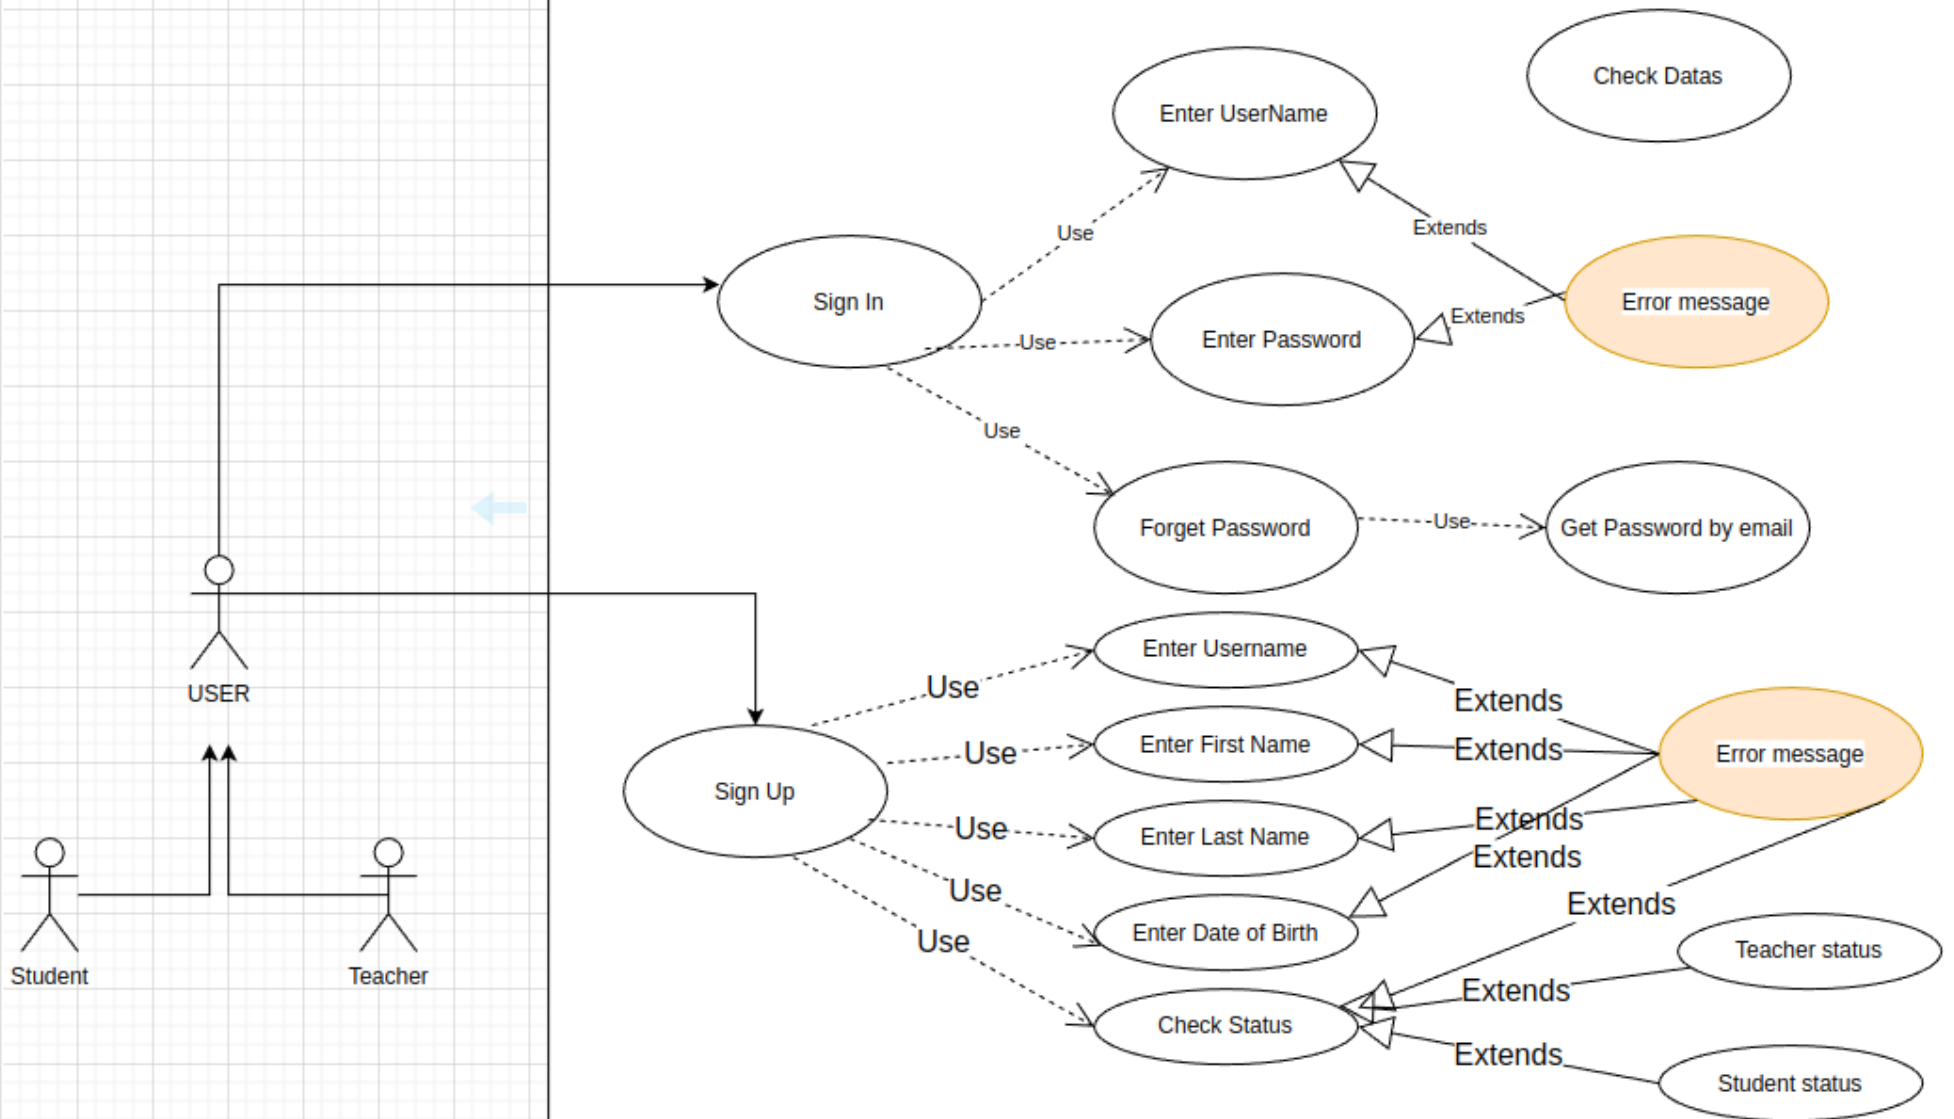 Check Datas
Enter UserName
Use
Extends
Sign In
Error message
Extends
Use
Enter Password
Use
Forget Password
Use
Get Password by email
Enter Username
USER
Use
Extends
Enter First Name
Use
Extends
Error message
Sign Up
Extends
Use
Enter Last Name
Extends
Use
Extends
Enter Date of Birth
Use
Teacher status
Student
Teacher
Extends
Check Status
Extends
Student status